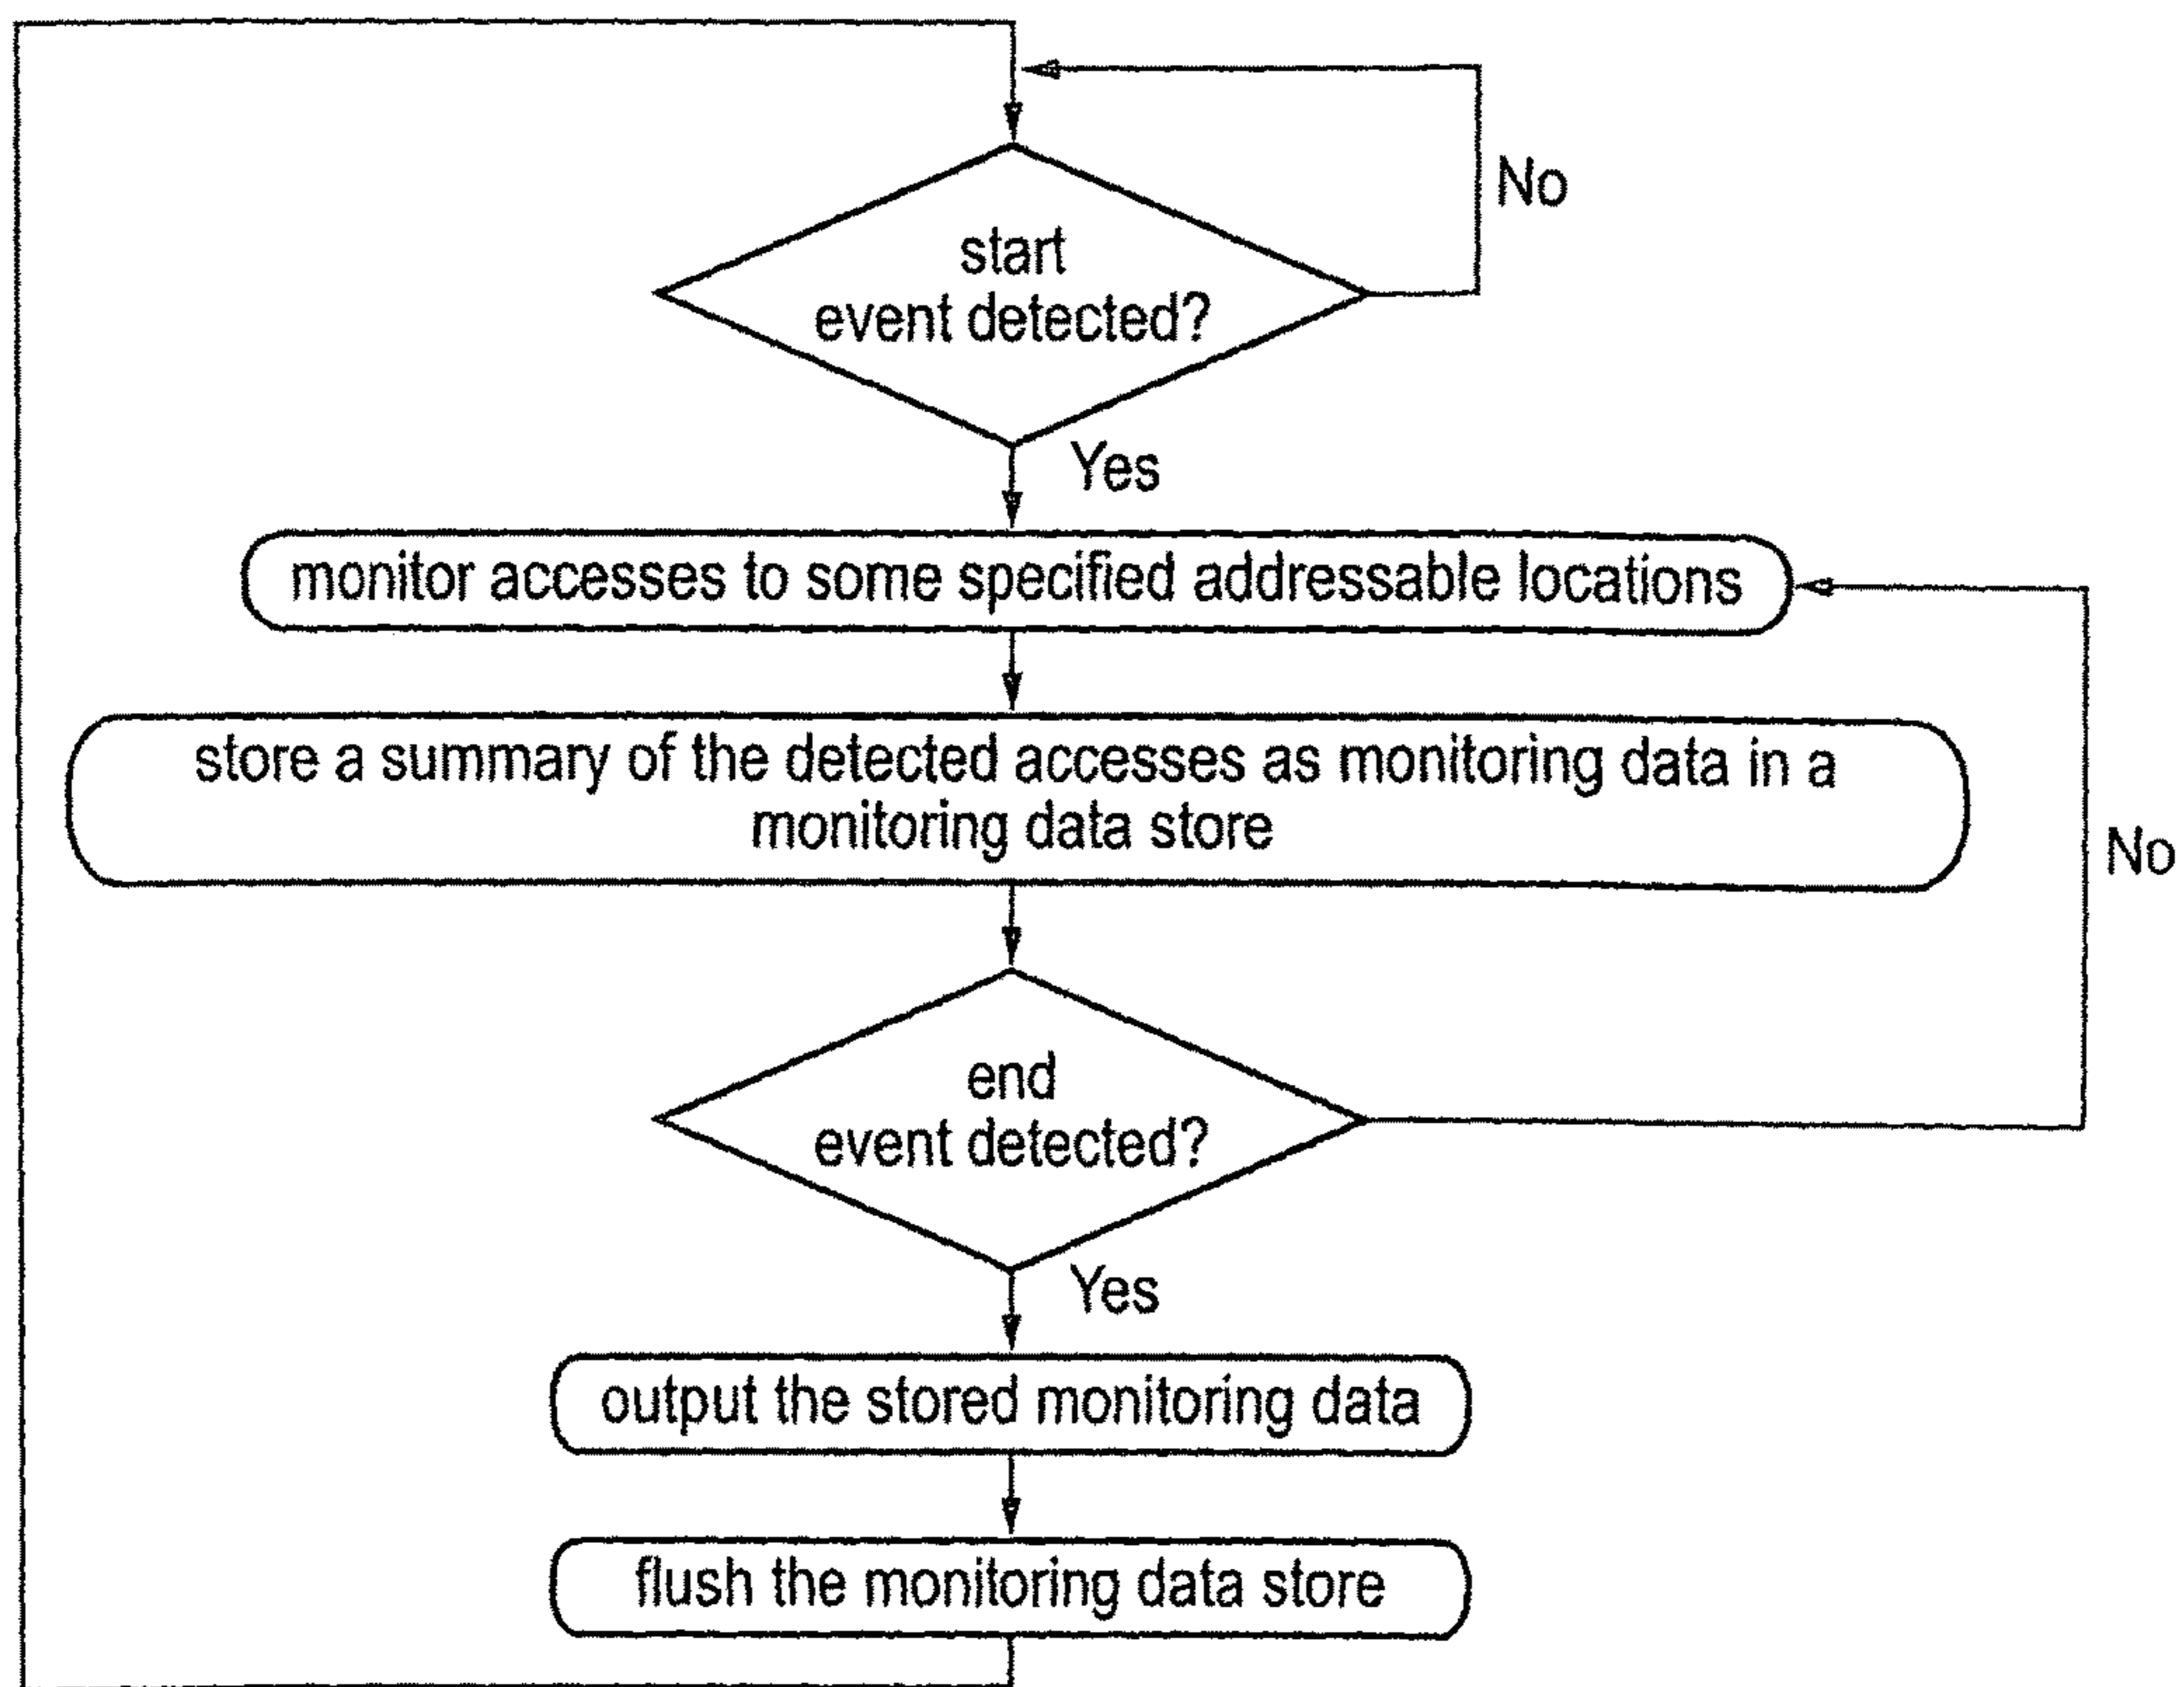 No
start
event detected?
Yes
monitor accesses to some specified addressable locations
store a summary of the detected accesses as monitoring data in a
monitoring data store
No
end
event detected?
Yes
output the stored monitoring data
flush the monitoring data store